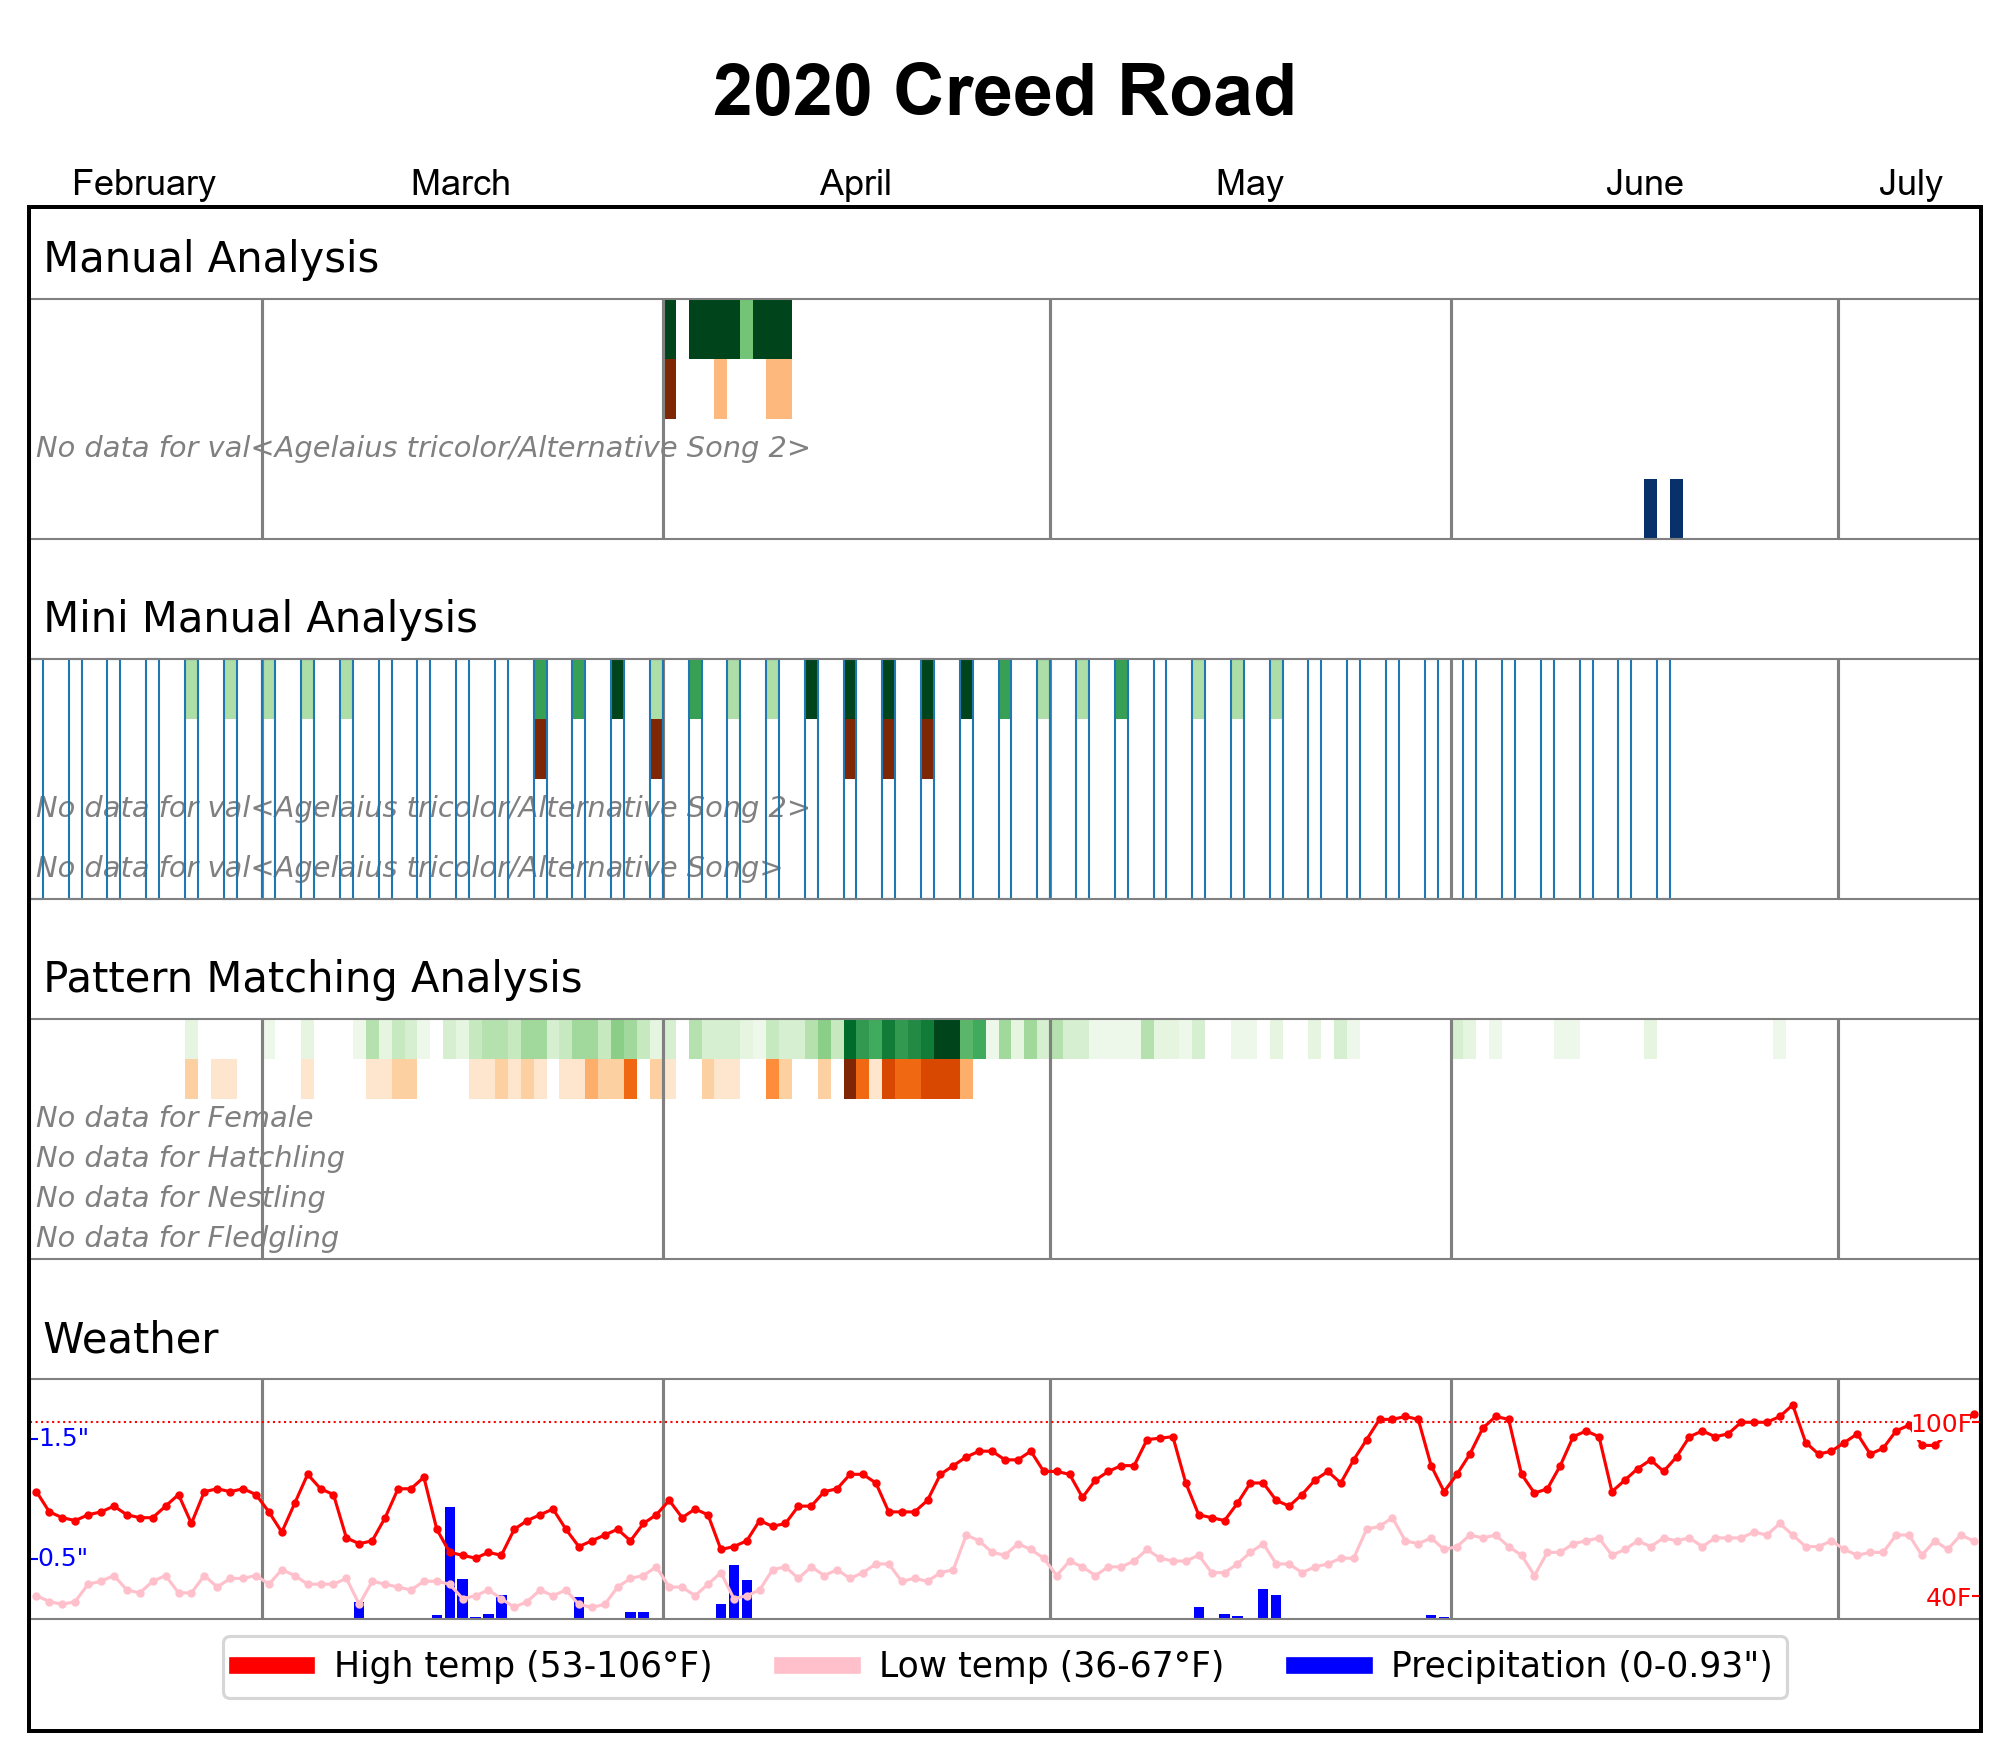 2020 Creed Road
February March April May June July
Manual Analysis
No data for val<Agelaius tricolor/Alternative Song 2>
Mini Manual Analysis
No data for val<Agelaius tricolor/Alternative Song 2>
No data for val<Agelaius tricolor/Alternative Song>
Pattern Matching Analysis
No data for Female
No data for Hatchling
No data for Nestling
No data for Fledgling
Weather
1.5" 100F
0.5"
40F
High temp (53-106°F) Low temp (36-67°F) Precipitation (0-0.93")